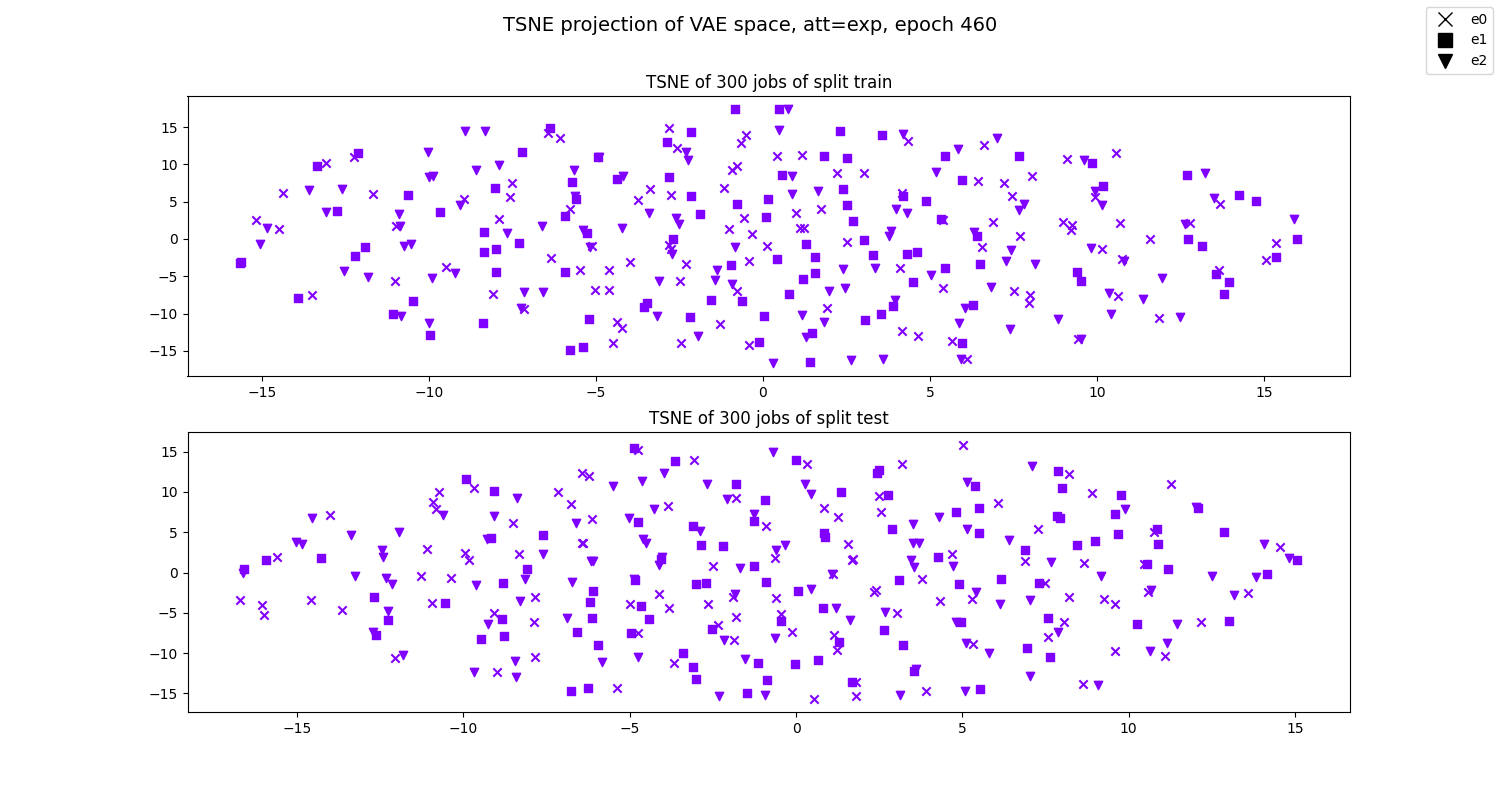 TSNE projection of VAE space, att=exp, epoch 460
e0
e1
e2
TSNE of 300 jobs of split train
15
10
5
0
−5
−10
−15
−15 −10 −5 0 5 10 15
TSNE of 300 jobs of split test
15
10
5
0
−5
−10
−15
−15 −10 −5 0 5 10 15